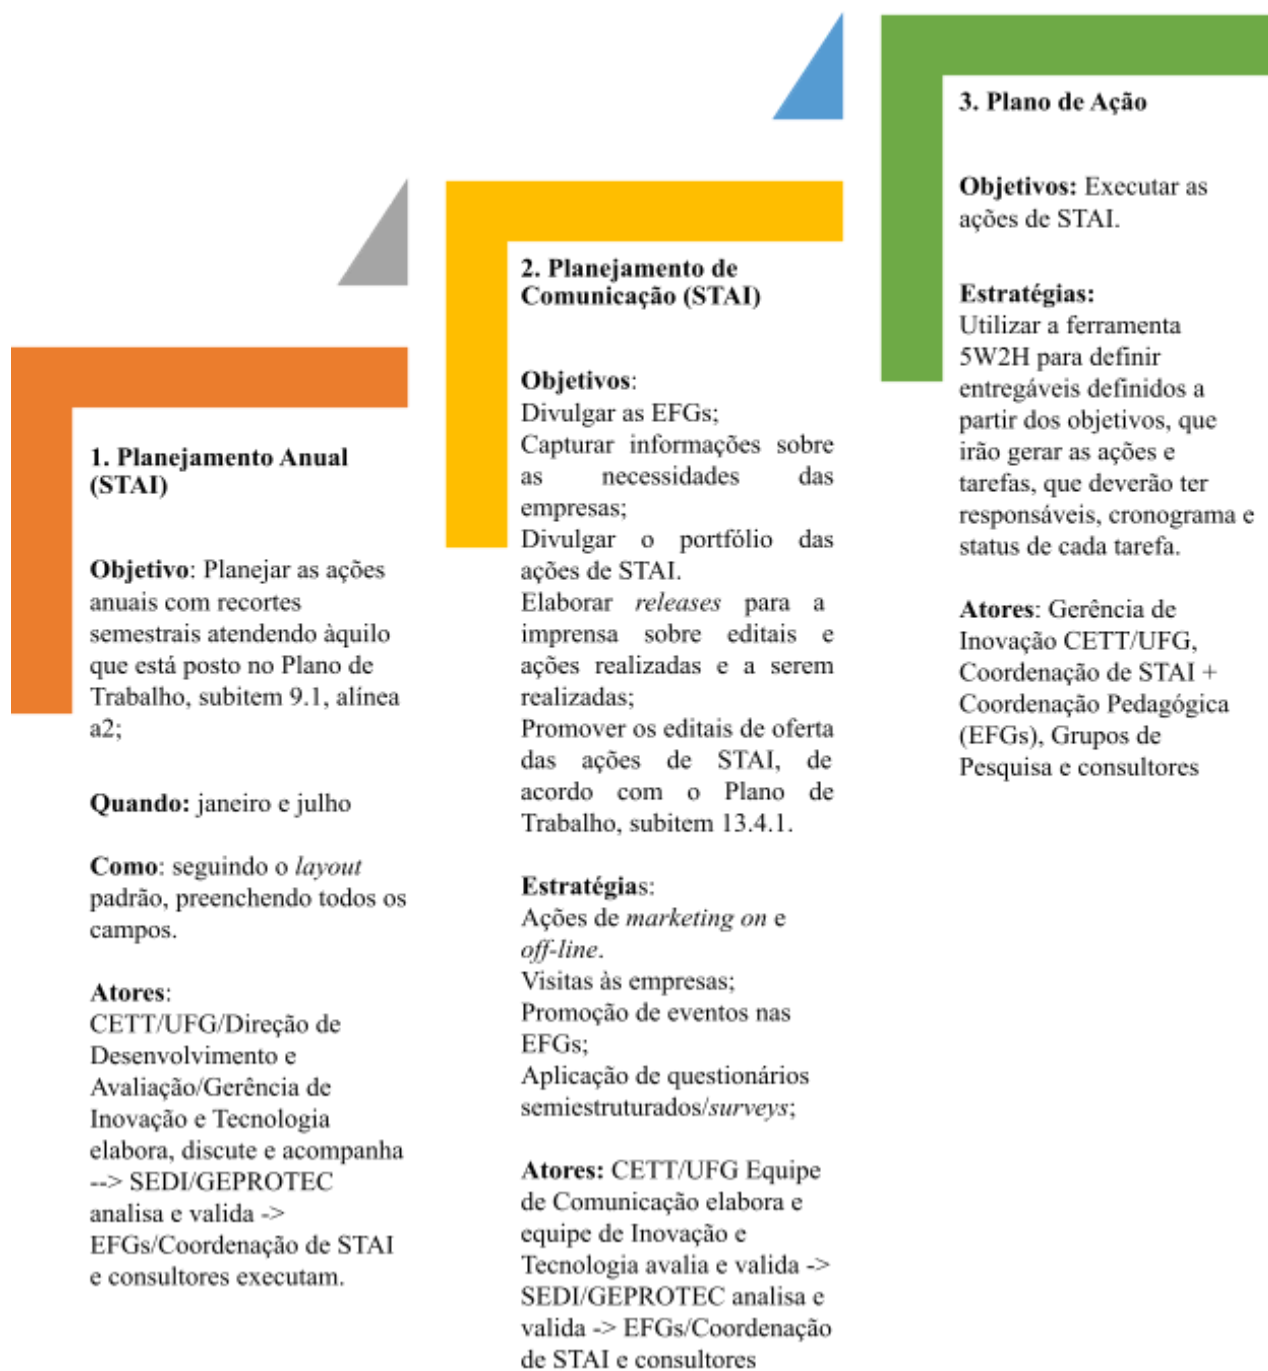 1. Planejamento Anual
(STAI)
Objetivo: Planejar as ações
anuais com recortes
semestrais atendendo àquilo
que está posto no Plano de
Trabalho, subitem 9.1, alínea
a2;
Quando: janeiro e julho
Como: seguindo o layout
padrão, preenchendo todos os
campos.
Atores:
CETT/UFG/Direção de
Desenvolvimento e
Avaliação/Gerência de
Inovação e Tecnologia
elabora, discute e acompanha
--> SEDI/GEPROTEC
analisa e valida ->
EFGs/Coordenação de STAI
e consultores executam.
2. Planejamento de
Comunicação (STAI)
Objetivos:
Divulgar as EFGs;
Capturar informações sobre
as necessidades das
empresas;
Divulgar o portfólio das
ações de STAI.
Elaborar releases para a
imprensa sobre editais e
ações realizadas e a serem
realizadas;
Promover os editais de oferta
das ações de STAI, de
acordo com o Plano de
Trabalho, subitem 13.4.1.
Estratégias:
Ações de marketing on e
off-line.
Visitas às empresas;
Promoção de eventos nas
EFGs;
Aplicação de questionários
semiestruturados/surveys;
Atores: CETT/UFG Equipe
de Comunicação elabora e
equipe de Inovação e
Tecnologia avalia e valida ->
SEDI/GEPROTEC analisa e
valida -> EFGs/Coordenação
de STAI e consultores
3. Plano de Ação
Objetivos: Executar as
ações de STAI.
Estratégias:
Utilizar a ferramenta
5W2H para definir
entregáveis definidos a
partir dos objetivos, que
irão gerar as ações e
tarefas, que deverão ter
responsáveis, cronograma e
status de cada tarefa.
Atores: Gerência de
Inovação CETT/UFG,
Coordenação de STAI +
Coordenação Pedagógica
(EFGs), Grupos de
Pesquisa e consultores